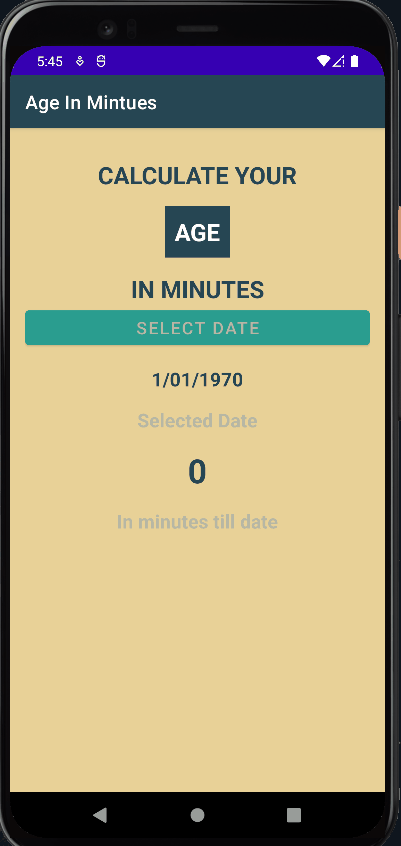 5:45
Age In Mintues
CALCULATE YOUR
AGE
IN MINUTES
SELECT DATE
1/01/1970
Selected Date
0
In minutes till date